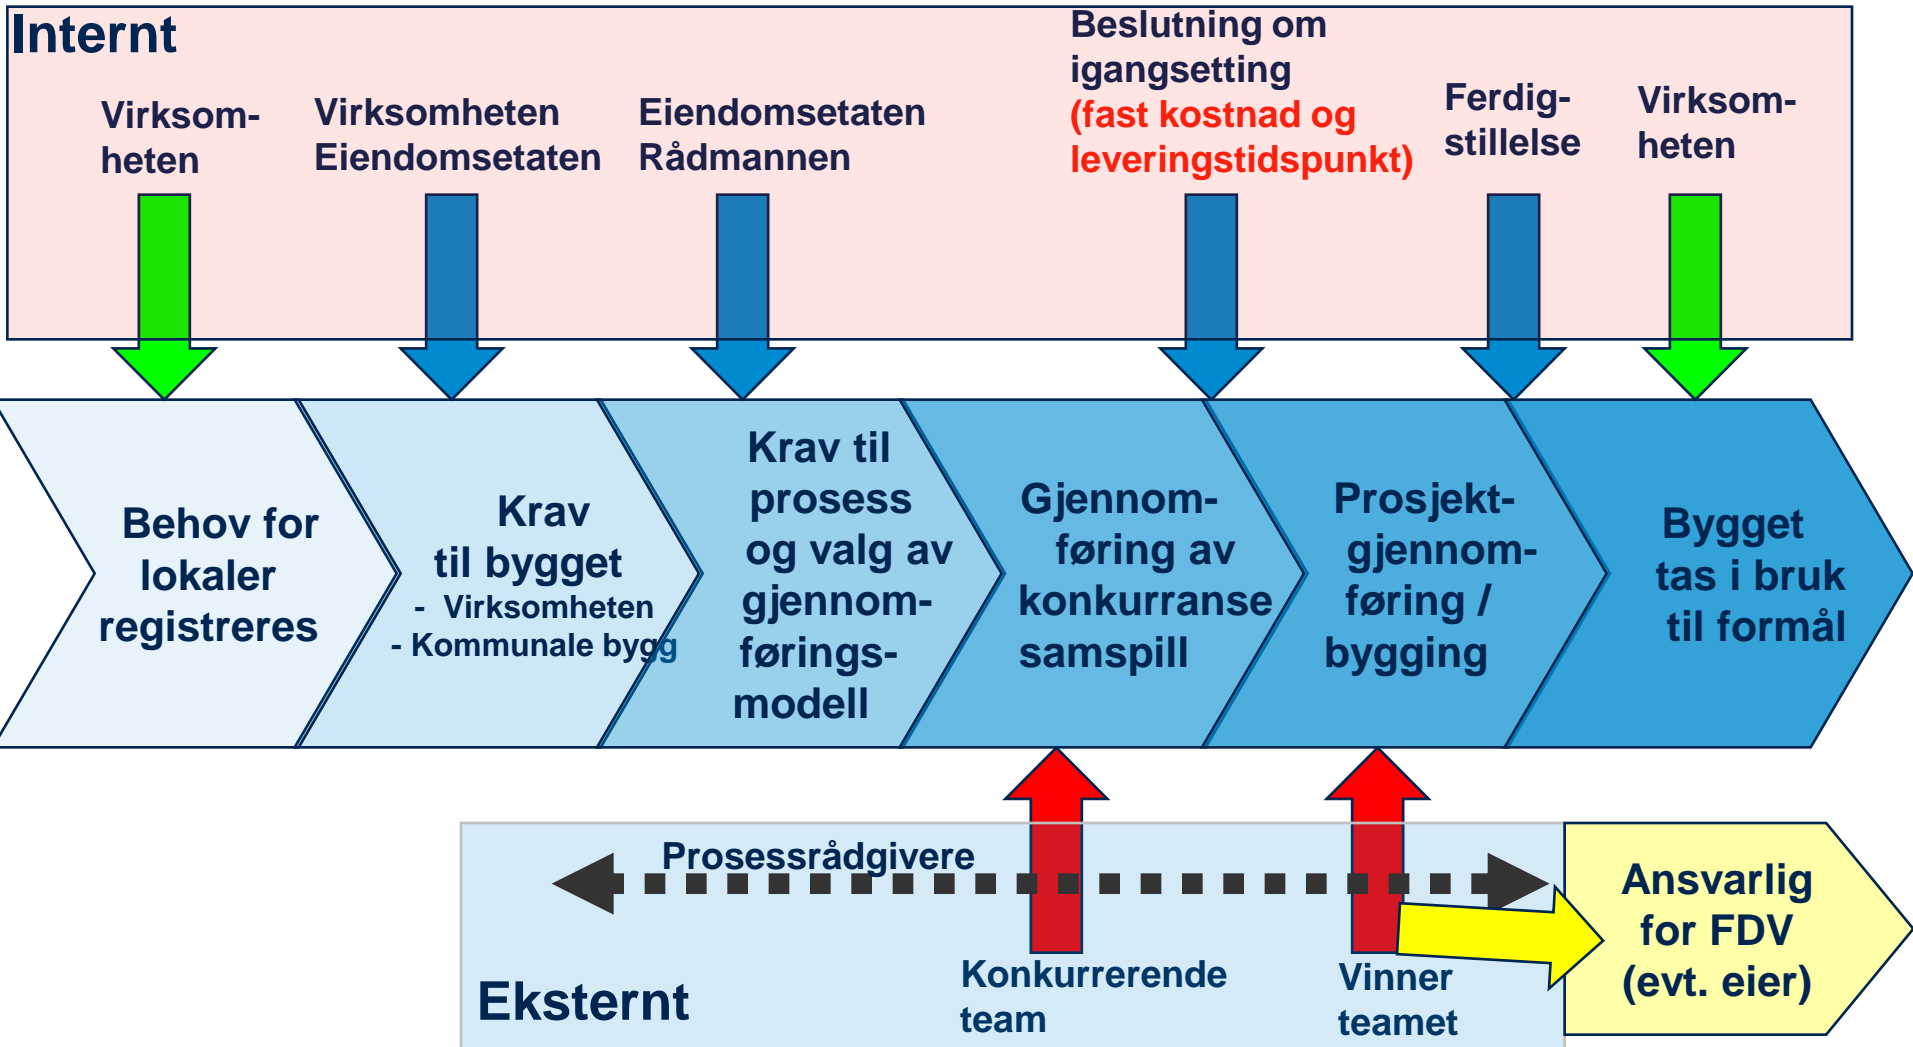 Internt
Virksom-
heten
Virksomheten
Eiendomsetaten
Eiendomsetaten
Rådmannen
Beslutning om
igangsetting
(fast kostnad og
leveringstidspunkt)
Ferdig-
stillelse
Virksom-
heten
Behov for
lokaler
registreres
Krav
til bygget
- Virksomheten
- Kommunale bygg
Krav til
prosess
og valg av
gjennom-
førings-
modell
Gjennom-
føring av
konkurranse
samspill
Prosjekt-
gjennom-
føring /
bygging
Bygget
tas i bruk
til formål
Prosessrådgivere
Eksternt
Konkurrerende
team
Vinner
teamet
Ansvarlig
for FDV
(evt. eier)